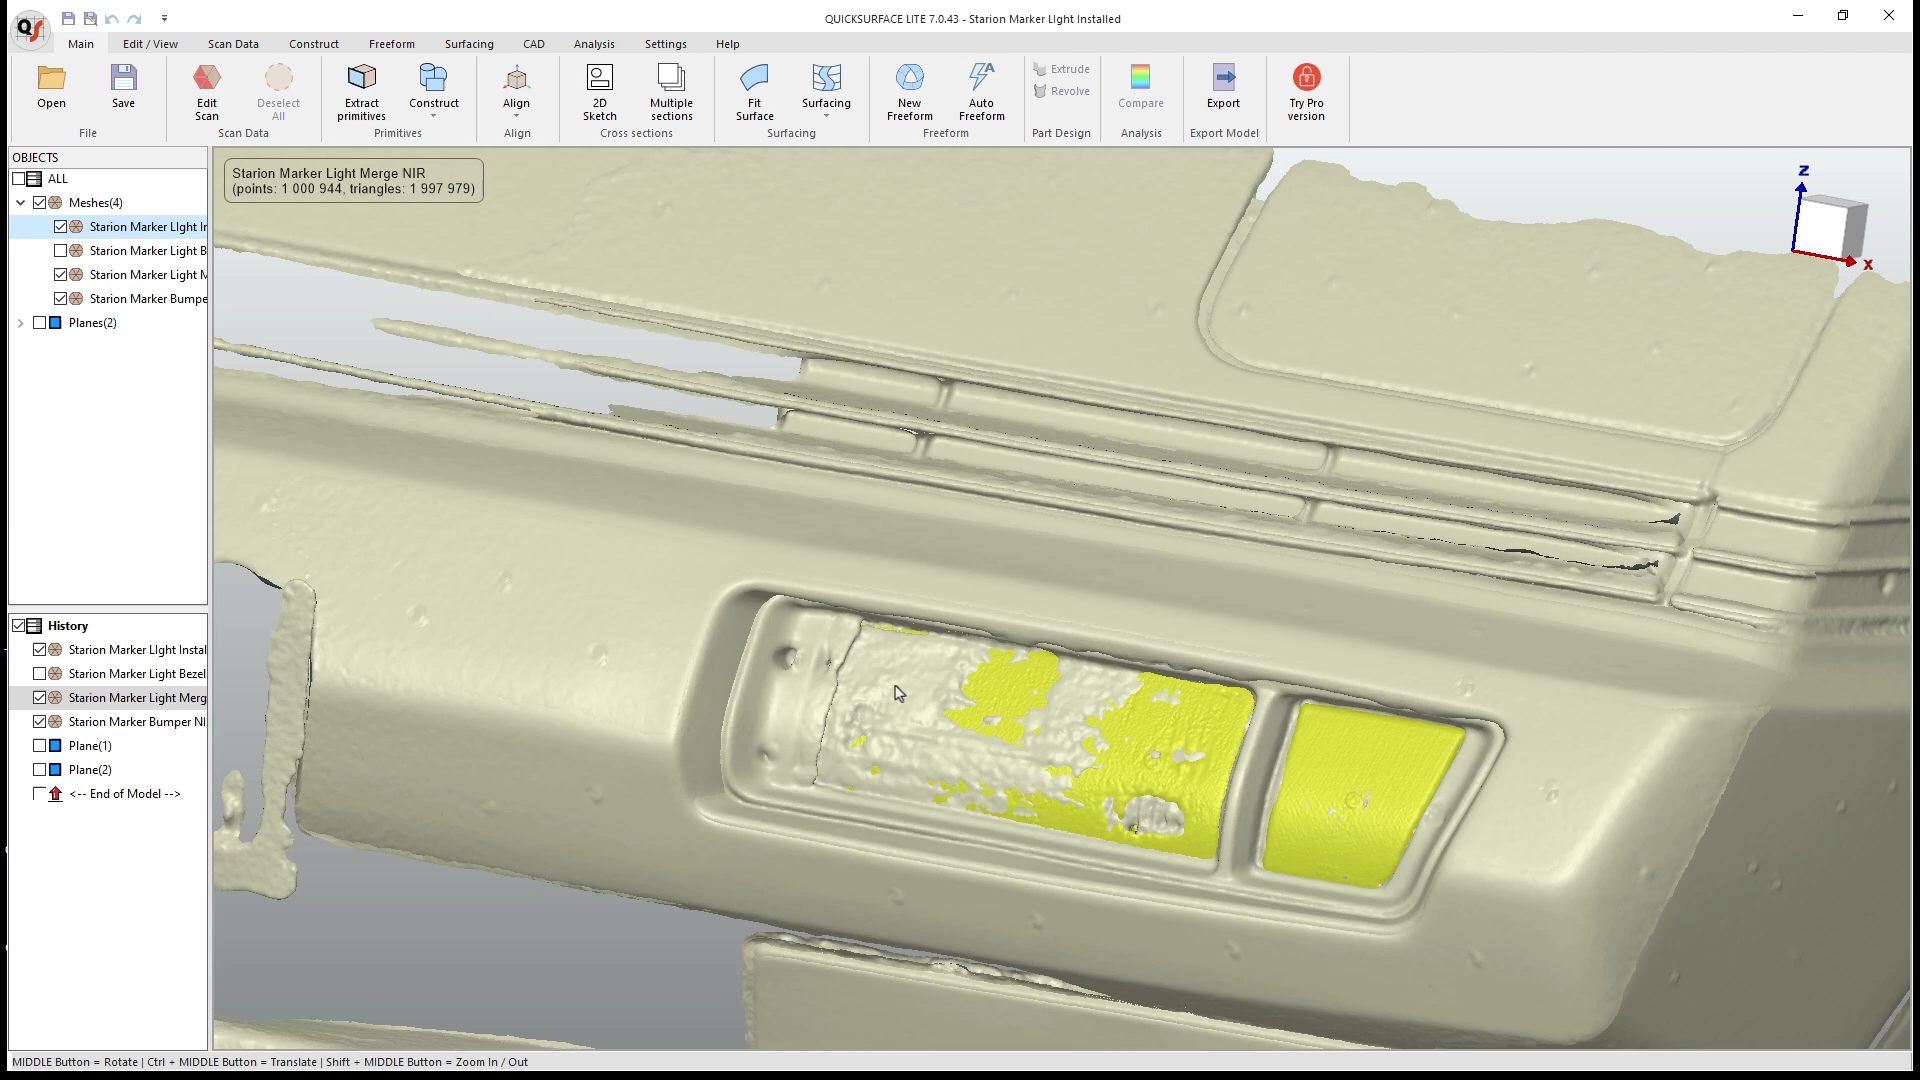 QS
QUICKSURFACE LITE 7.0.43 - Starion Marker LIght Installed
Main Edit / View Scan Data Construct Freeform Surfacing CAD Analysis Settings Help
Open Save Edit Scan Deselect All Extract primitives Construct Align 2D Sketch Multiple sections Fit Surface Surfacing New Freeform Auto Freeform Extrude Revolve Compare Export Try Pro version
File Scan Data Primitives Align Cross sections Surfacing Freeform Part Design Analysis Export Model
OBJECTS
ALL
Meshes(4)
Starion Marker LIght In
Starion Marker Light B
Starion Marker Light M
Starion Marker Bumpe
Planes(2)
Starion Marker Light Merge NIR
(points: 1 000 944, triangles: 1 997 979)
Z
X
History
Starion Marker LIght Instal
Starion Marker Light Bezel
Starion Marker Light Merg
Starion Marker Bumper NI
Plane(1)
Plane(2)
<-- End of Model -->
MIDDLE Button = Rotate | Ctrl + MIDDLE Button = Translate | Shift + MIDDLE Button = Zoom In / Out